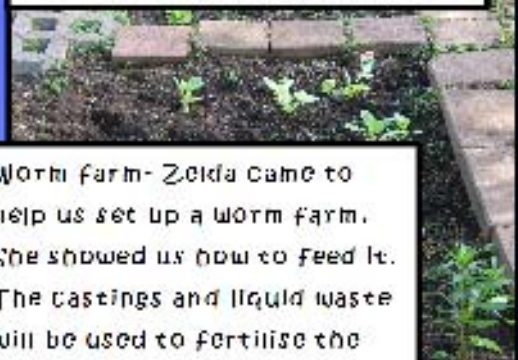 Worm farm- Zekia came to
help us set up a worm farm.
She showed us how to feed it.
The castings and liquid waste
will be used to fertilise the